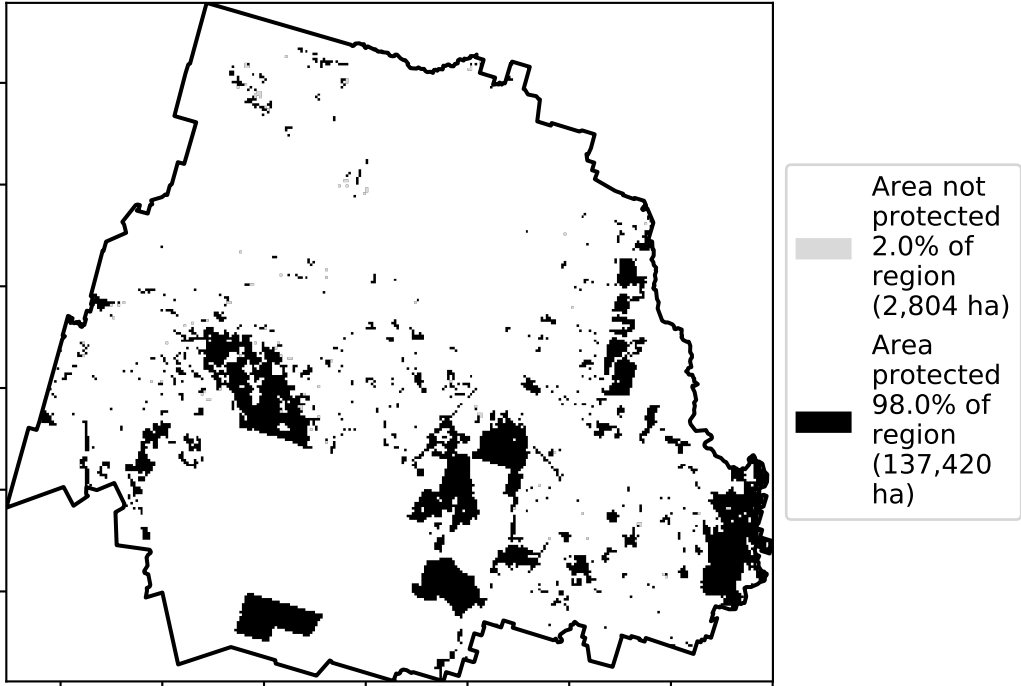 Area not
protected
2.0% of
region
(2,804 ha)
Area
protected
98.0% of
region
(137,420
ha)